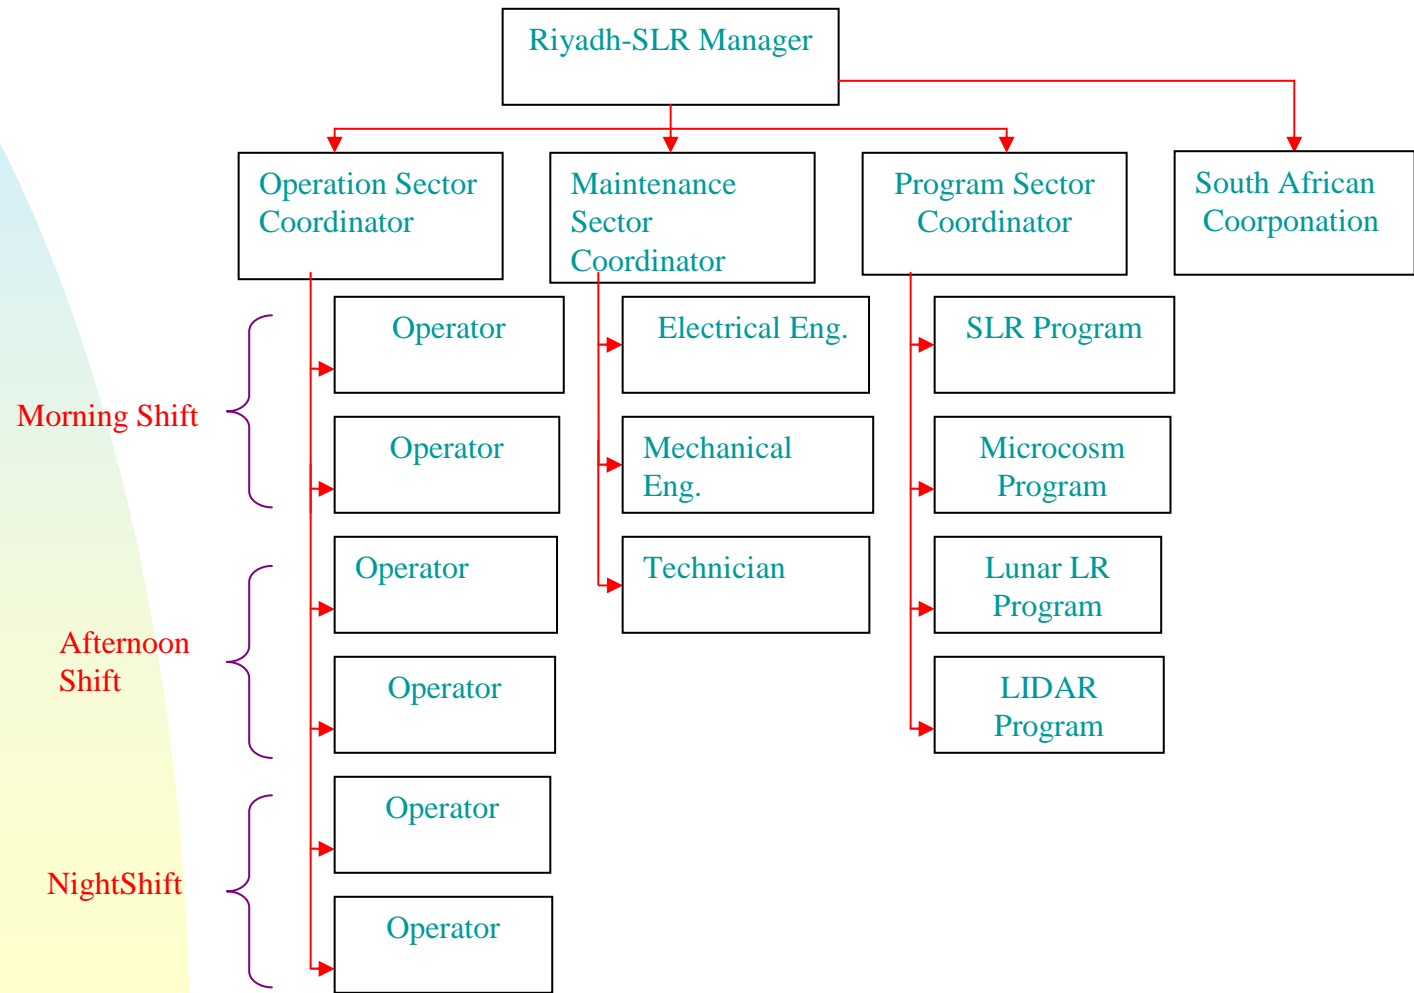 Riyadh-SLR Manager
Operation Sector
Coordinator
Maintenance
Sector
Coordinator
Program Sector
Coordinator
South African
Coorponation
Morning Shift
Operator
Operator
Afternoon
Shift
Operator
Operator
NightShift
Operator
Operator
Electrical Eng.
Mechanical
Eng.
Technician
SLR Program
Microcosm
Program
Lunar LR
Program
LIDAR
Program